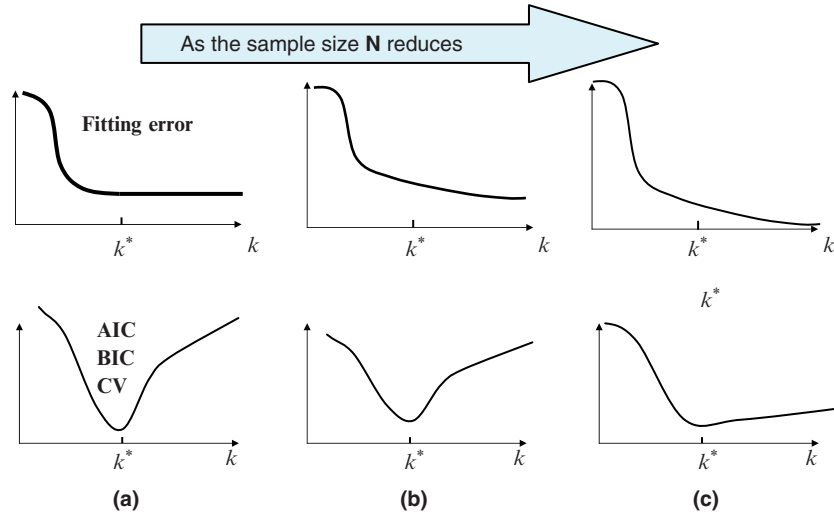 As the sample size N reduces
Fitting error
k*
k
k*
k
k*
k
k*
AIC
BIC
CV
k*
k
k*
k
k*
k
(a)
(b)
(c)